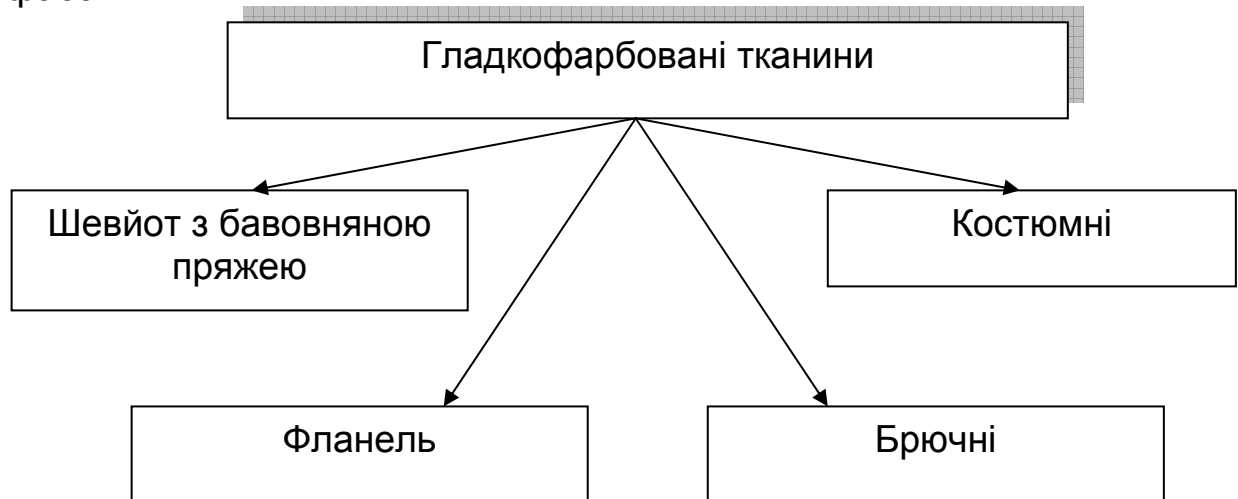 Гладкофарбовані тканини
Шевйот з бавовняною
пряжею
Костюмні
Фланель
Брючні